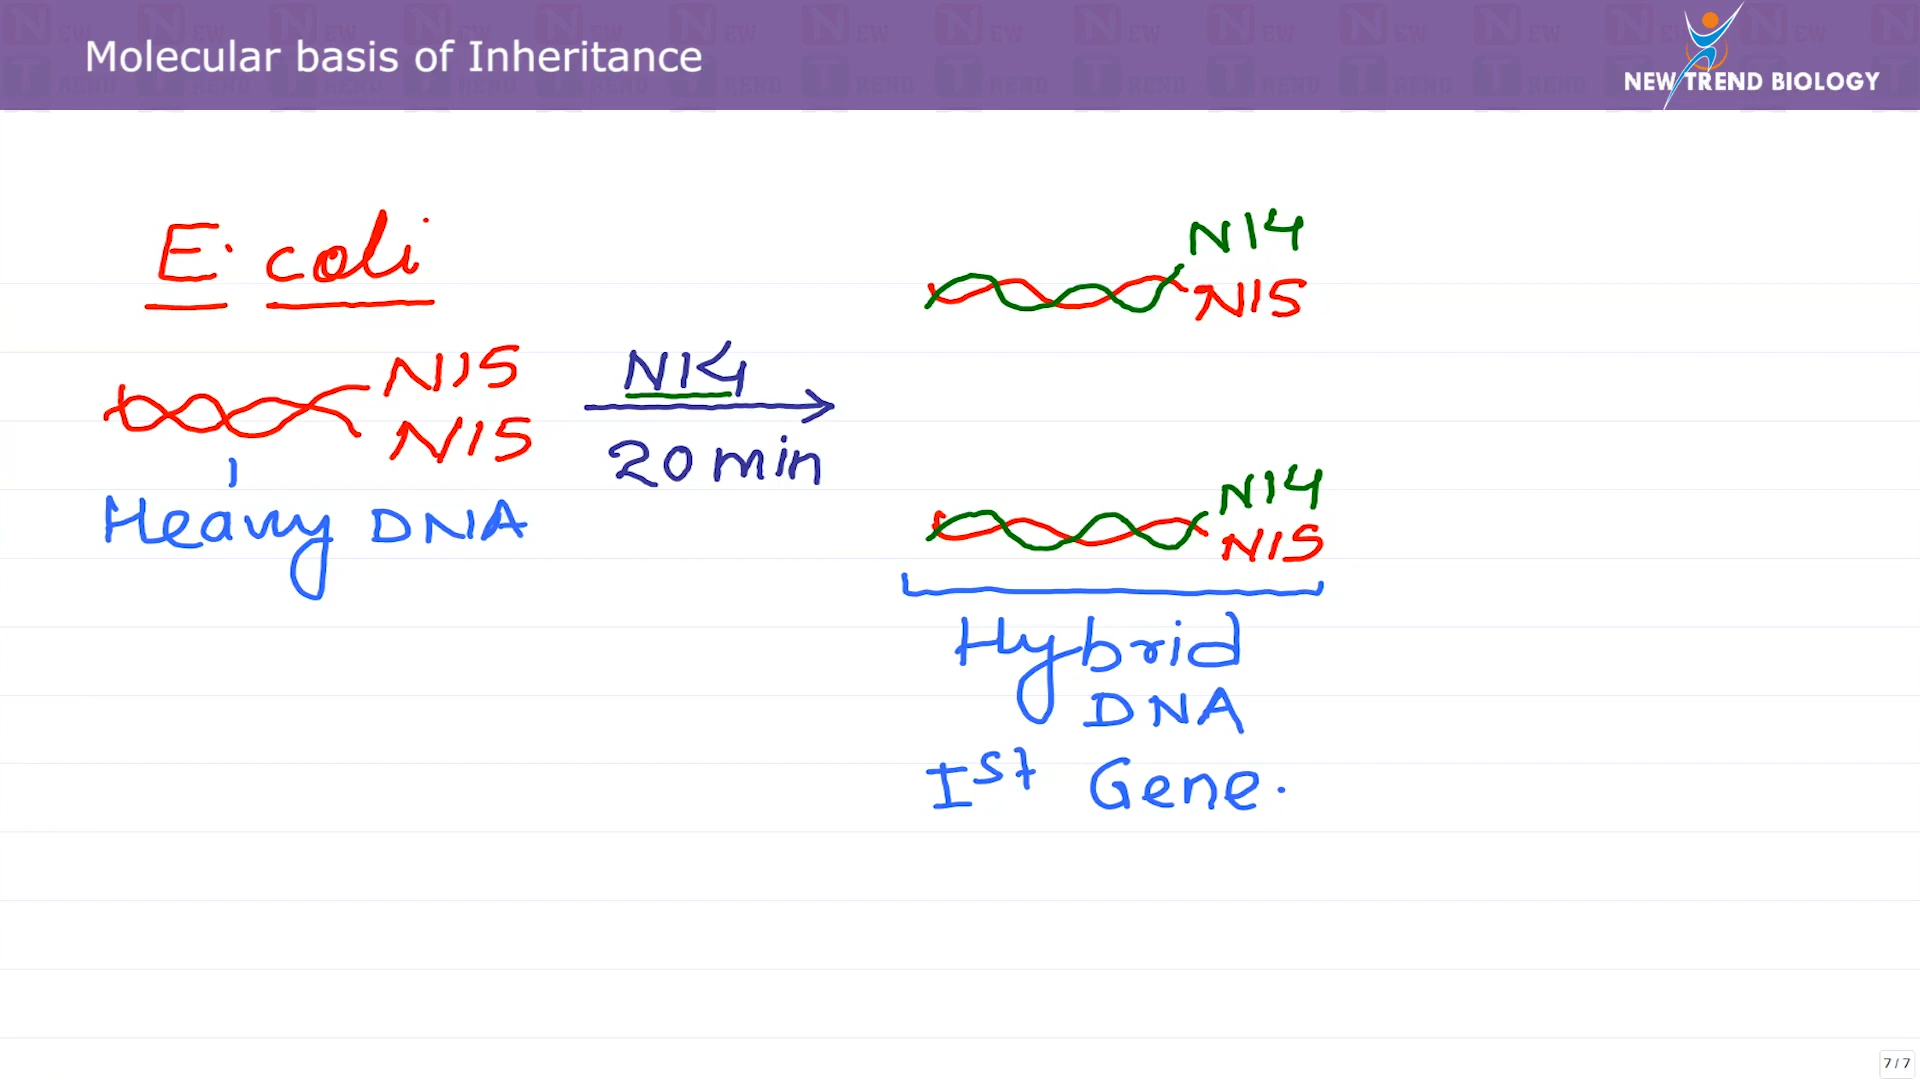 Molecular basis of Inheritance
NEW TREND BIOLOGY
E. coli
N15
N15
Heavy DNA
N14
20 min
N14
N15
N14
N15
Hybrid
DNA
Ist Gene.
7/7